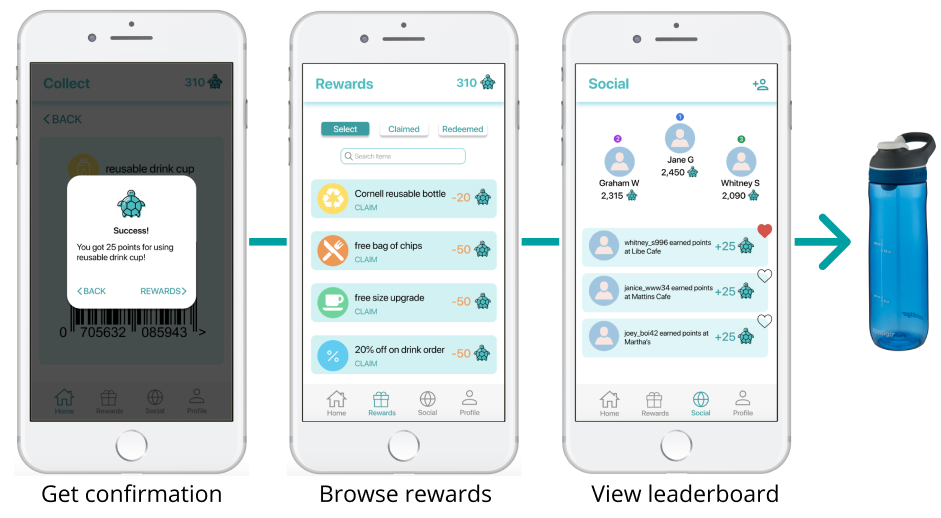 Collect 310
<BACK
reusable drink cup
Success!
You got 25 points for using
reusable drink cup!
<BACK REWARDS>
0 705632 085943 >
Home Rewards Social Profile
Get confirmation
Rewards 310
Select Claimed Redeemed
Search items
Cornell reusable bottle -20
CLAIM
free bag of chips -50
CLAIM
free size upgrade -50
CLAIM
20% off on drink order -50
%
CLAIM
Home Rewards Social Profile
Browse rewards
Social
1
Jane G
2,450
2
Graham W
2,315
3
Whitney S
2,090
whitney_s996 earned points
at Libe Cafe
+25
janice_www34 earned points
at Mattins Cafe
+25
joey_boi42 earned points at
Martha's
+25
Home Rewards Social Profile
View leaderboard